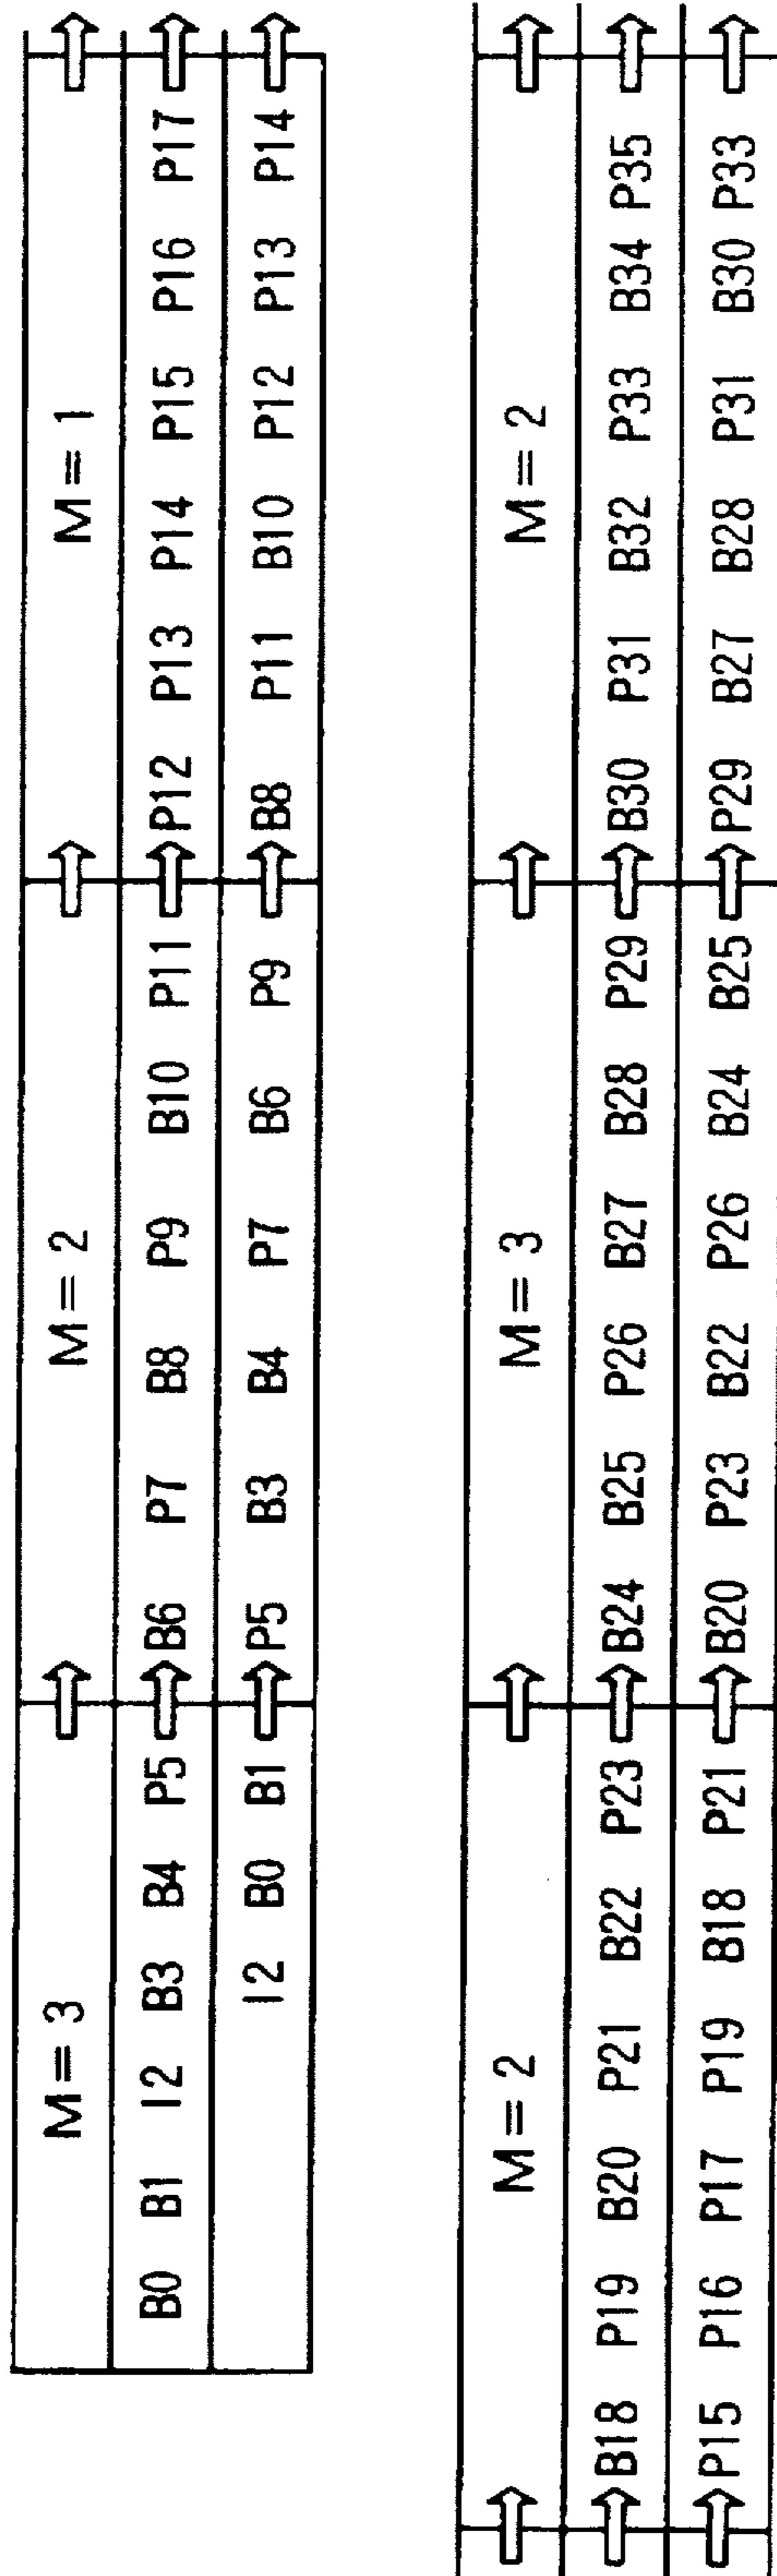 M=3 M=2 M=1
B0 B1 I2 B3 B4 P5 B6 P7 B8 P9 B10 P11 P12 P13 P14 P15 P16 P17
I2 B0 B1 P5 B3 B4 P7 B6 P9 B8 P11 B10 P12 P13 P14
M=2 M=3 M=2
B18 P19 B20 P21 B22 P23 B24 B25 P26 B27 B28 P29 B30 P31 B32 P33 B34 P35
P15 P16 P17 P19 B18 P21 B20 P23 B22 P26 B24 B25 P29 B27 B28 P31 B30 P33